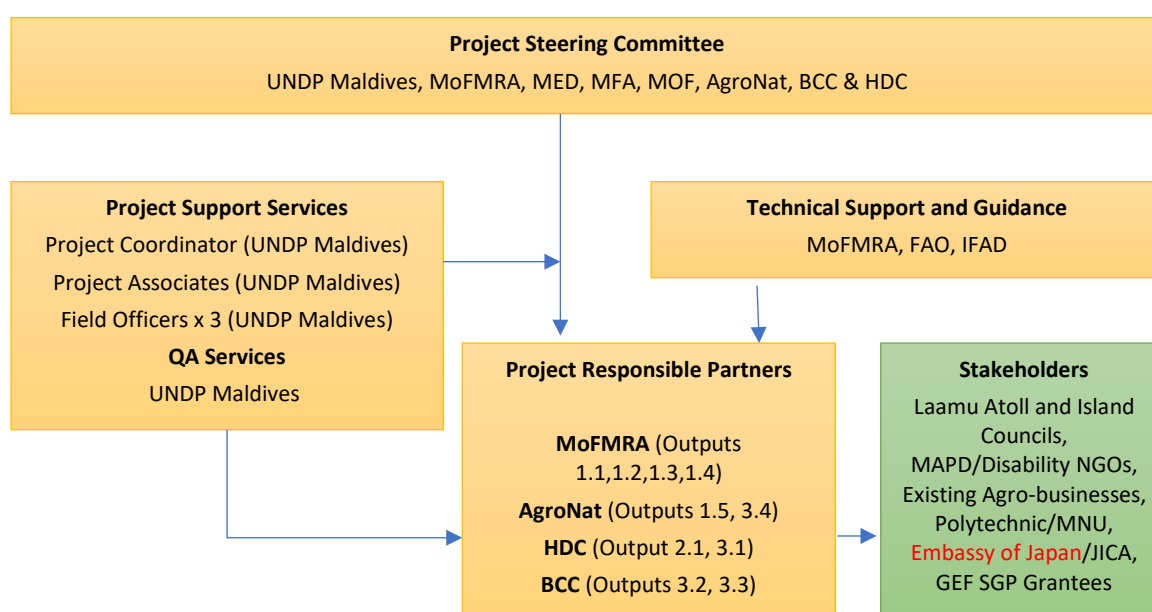 Project Steering Committee
UNDP Maldives, MoFMRA, MED, MFA, MOF, AgroNat, BCC & HDC
Project Support Services
Project Coordinator (UNDP Maldives)
Project Associates (UNDP Maldives)
Field Officers x 3 (UNDP Maldives)
QA Services
UNDP Maldives
Technical Support and Guidance
MoFMRA, FAO, IFAD
Project Responsible Partners
MoFMRA (Outputs
1.1,1.2,1.3,1.4)
AgroNat (Outputs 1.5, 3.4)
HDC (Output 2.1, 3.1)
BCC (Outputs 3.2, 3.3)
Stakeholders
Laamu Atoll and Island
Councils,
MAPD/Disability NGOs,
Existing Agro-businesses,
Polytechnic/MNU,
Embassy of Japan/JICA,
GEF SGP Grantees